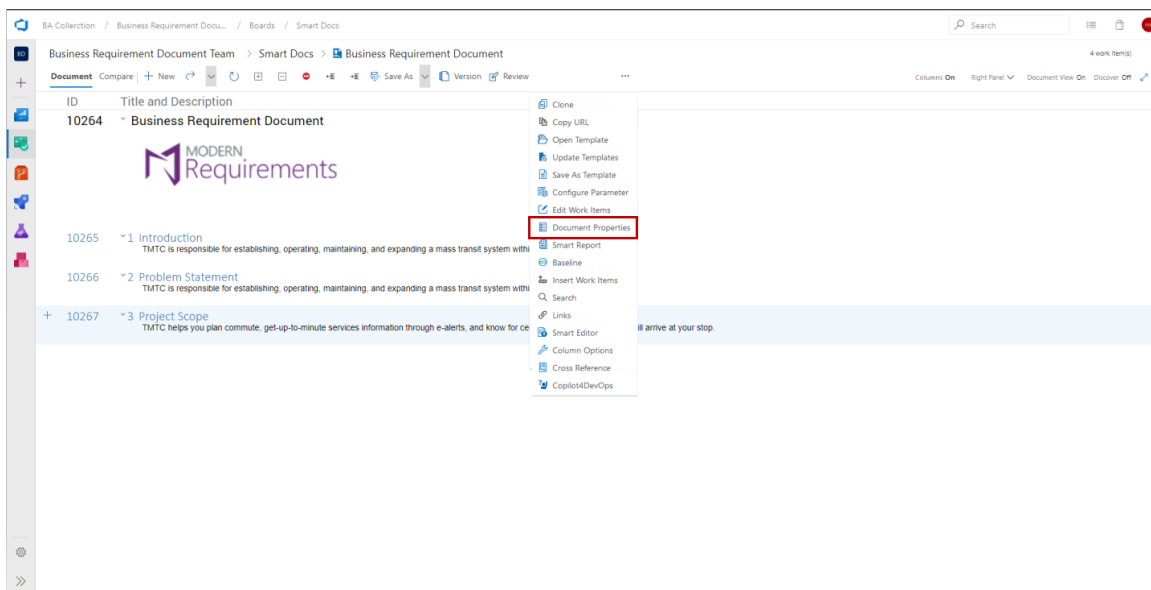 BA Collerction / Business Requirement Docu... / Boards / Smart Docs
Search
BD
Business Requirement Document Team > Smart Docs > Business Requirement Document
4 work item(s)
Document Compare New Save As Version Review ...
Columns On Right Panel Document View On Discover Off
ID Title and Description
10264 Business Requirement Document
MODERN
Requirements
10265 1 Introduction
TMTC is responsible for establishing, operating, maintaining, and expanding a mass transit system withi
10266 2 Problem Statement
TMTC is responsible for establishing, operating, maintaining, and expanding a mass transit system withi
10267 3 Project Scope
TMTC helps you plan commute, get-up-to-minute services information through e-alerts, and know for ce
ill arrive at your stop.
Clone
Copy URL
Open Template
Update Templates
Save As Template
Configure Parameter
Edit Work Items
Document Properties
Smart Report
Baseline
Insert Work Items
Search
Links
Smart Editor
Column Options
Cross Reference
Copilot4DevOps